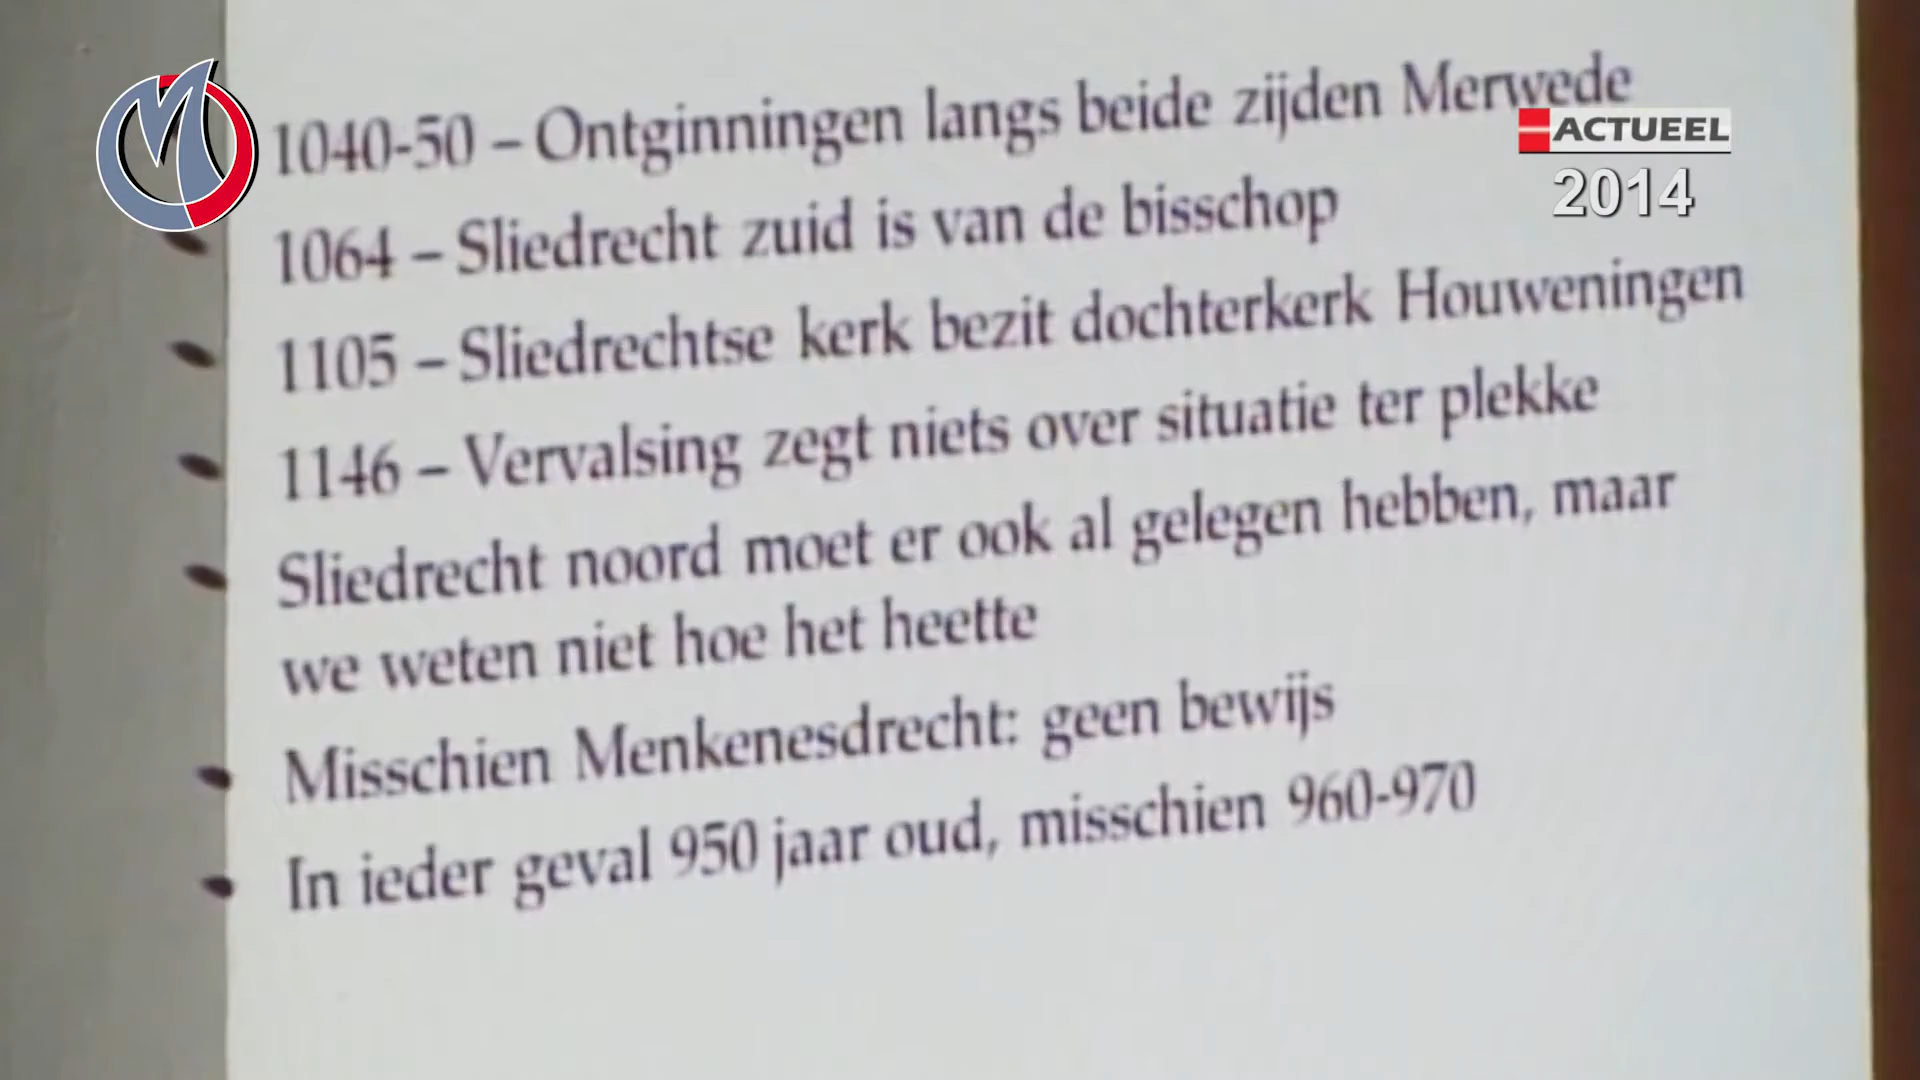 1040-50 – Ontginningen langs beide zijden Merwede
ACTUEEL
2014
1064 – Sliedrecht zuid is van de bisschop
1105 – Sliedrechtse kerk bezit dochterkerk Houweningen
1146 – Vervalsing zegt niets over situatie ter plekke
Sliedrecht noord moet er ook al gelegen hebben, maar
we weten niet hoe het heette
Misschien Menkenesdrecht: geen bewijs
In ieder geval 950 jaar oud, misschien 960-970